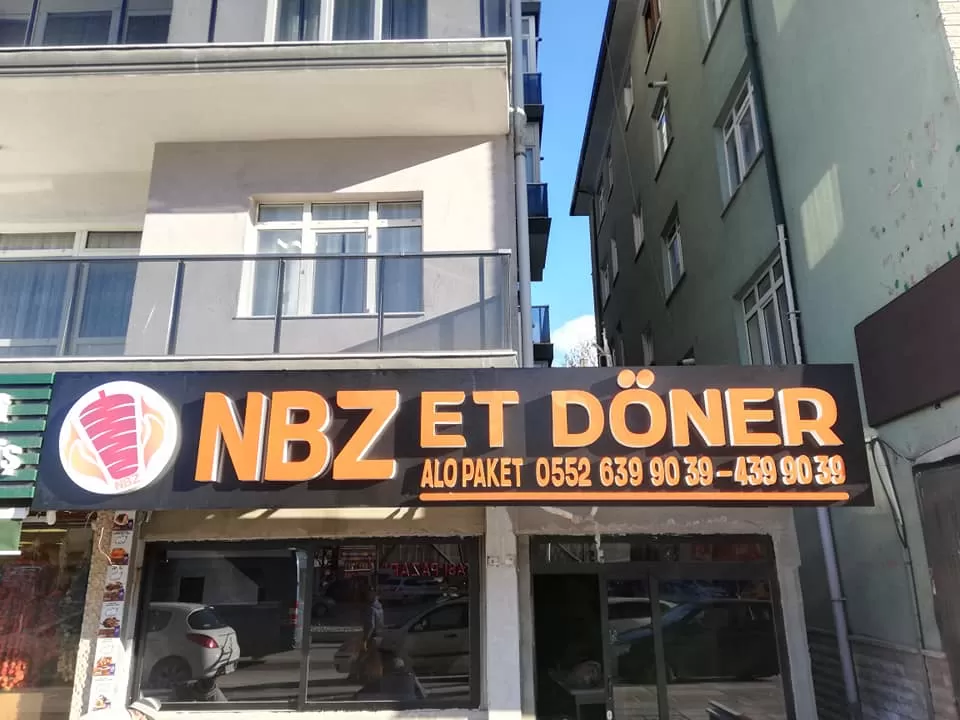 NBZ ET DÖNER
ALO PAKET 0552 639 90 39 – 439 90 39
NBZ